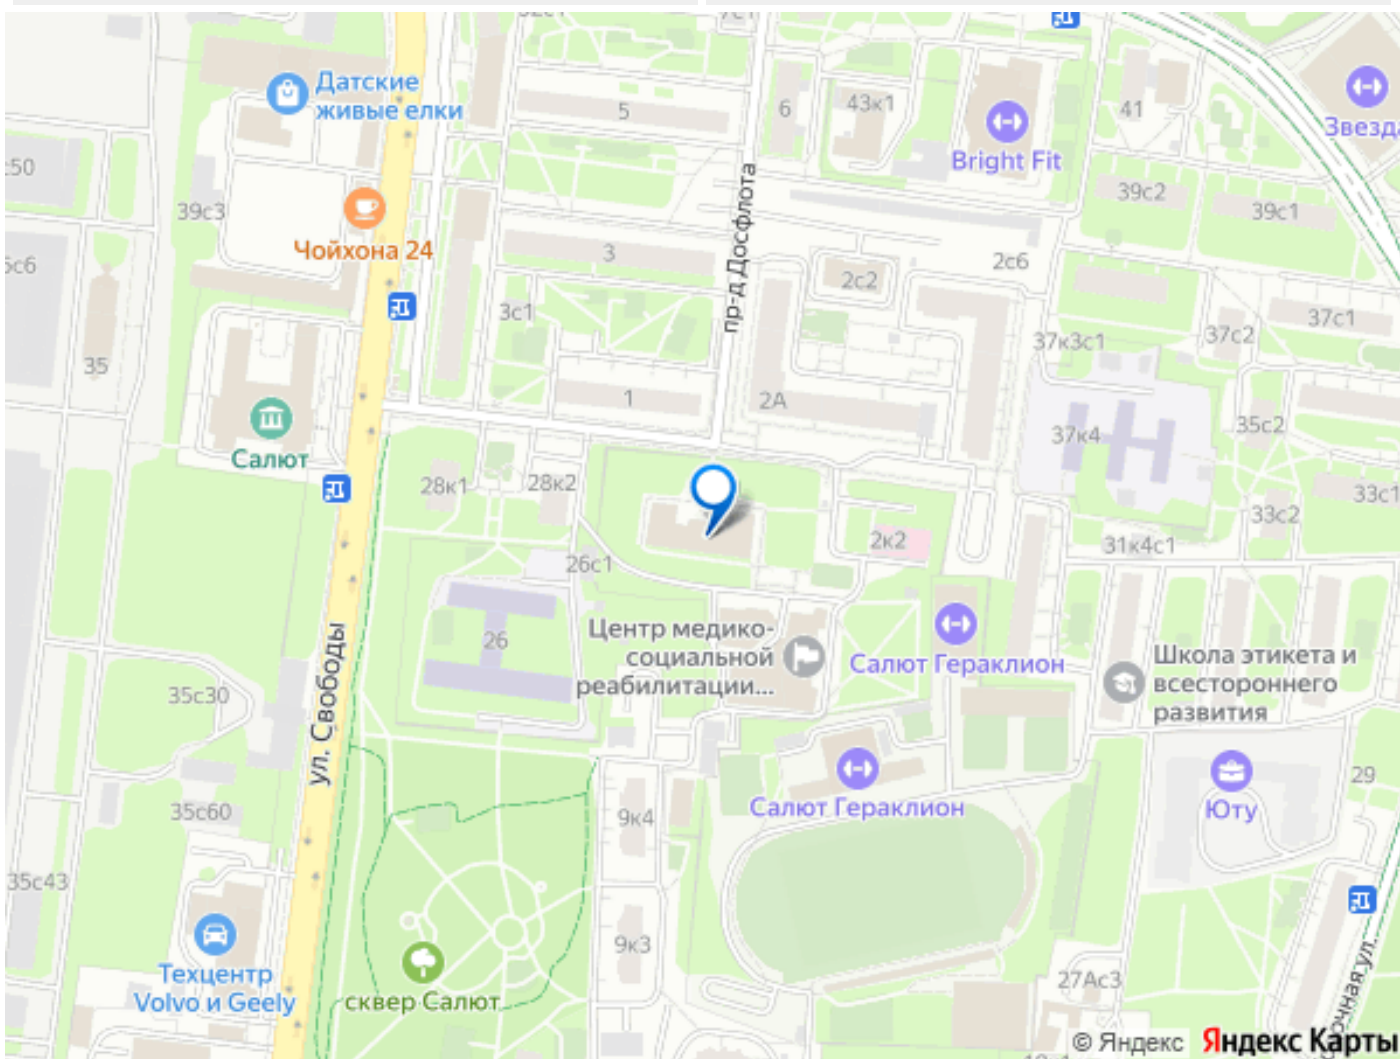 Датские
живые елки
5
6
43к1
41
Bright Fit
Звезд
с50
39с3
39с2
39с1
Чойхона 24
3
пр-д Досфлота
2с2
2с6
3с1
35
37к3с1
37с2
37с1
1
2А
Салют
37к4
35с2
28к1
28к2
33с1
33с2
2к2
31к4с1
26с1
26
Центр медико-
социальной
реабилитации...
Салют Гераклион
Школа этикета и
всестороннего
развития
ул. Свободы
35с30
Салют Гераклион
Юту
29
35с60
9к4
35с43
Техцентр
Volvo и Geely
сквер Салют
9к3
27Ас3
очная ул.
© Яндекс Яндекс Карты